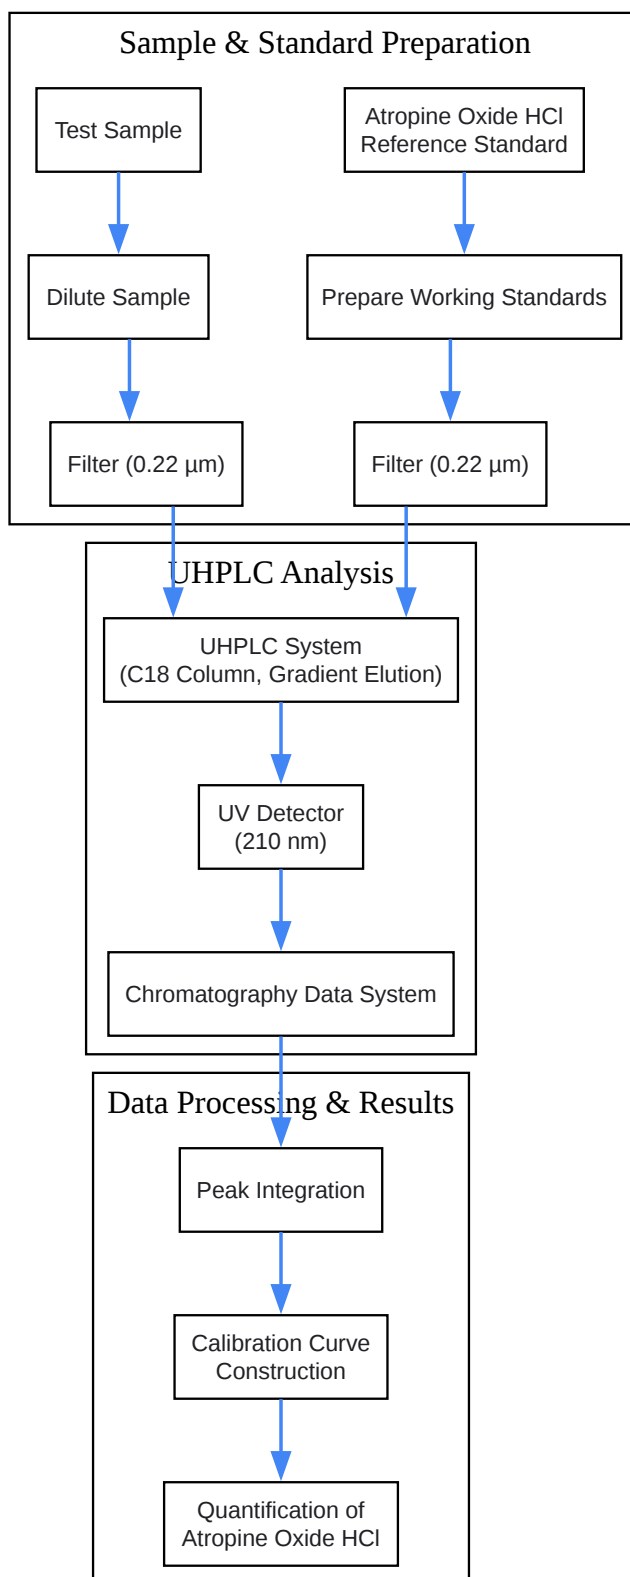 Sample & Standard Preparation
Test Sample
Atropine Oxide HCl
Reference Standard
Dilute Sample
Prepare Working Standards
Filter (0.22 µm)
Filter (0.22 µm)
UHPLC Analysis
UHPLC System
(C18 Column, Gradient Elution)
UV Detector
(210 nm)
Chromatography Data System
Data Processing & Results
Peak Integration
Calibration Curve
Construction
Quantification of
Atropine Oxide HCl